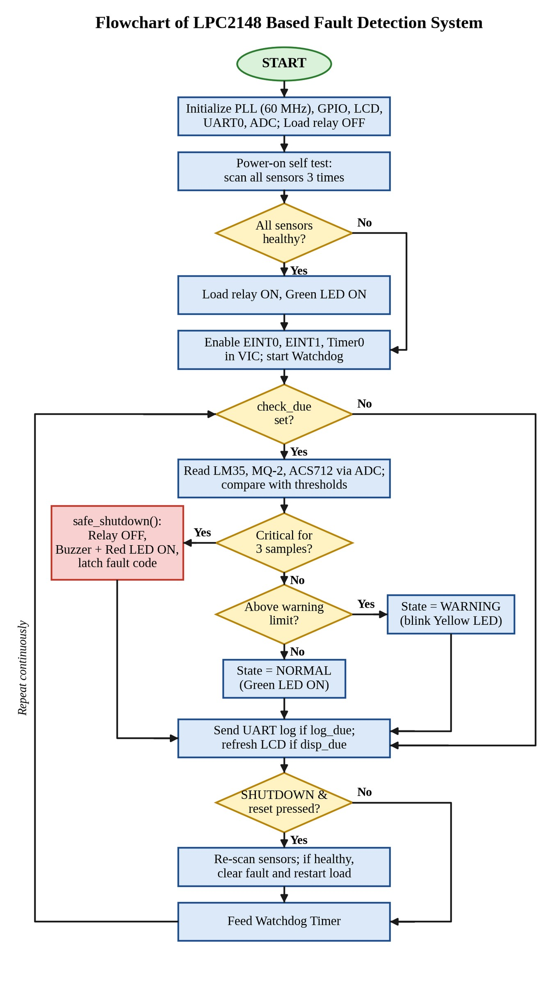 Flowchart of LPC2148 Based Fault Detection System
START
Initialize PLL (60 MHz), GPIO, LCD,
UART0, ADC; Load relay OFF
Power-on self test:
scan all sensors 3 times
All sensors
healthy?
No
Yes
Load relay ON, Green LED ON
Enable EINT0, EINT1, Timer0
in VIC; start Watchdog
check_due
set?
No
Yes
Read LM35, MQ-2, ACS712 via ADC;
compare with thresholds
safe_shutdown():
Relay OFF,
Buzzer + Red LED ON,
latch fault code
Yes
Critical for
3 samples?
No
Above warning
limit?
Yes
State = WARNING
(blink Yellow LED)
No
State = NORMAL
(Green LED ON)
Repeat continuously
Send UART log if log_due;
refresh LCD if disp_due
SHUTDOWN &
reset pressed?
No
Yes
Re-scan sensors; if healthy,
clear fault and restart load
Feed Watchdog Timer